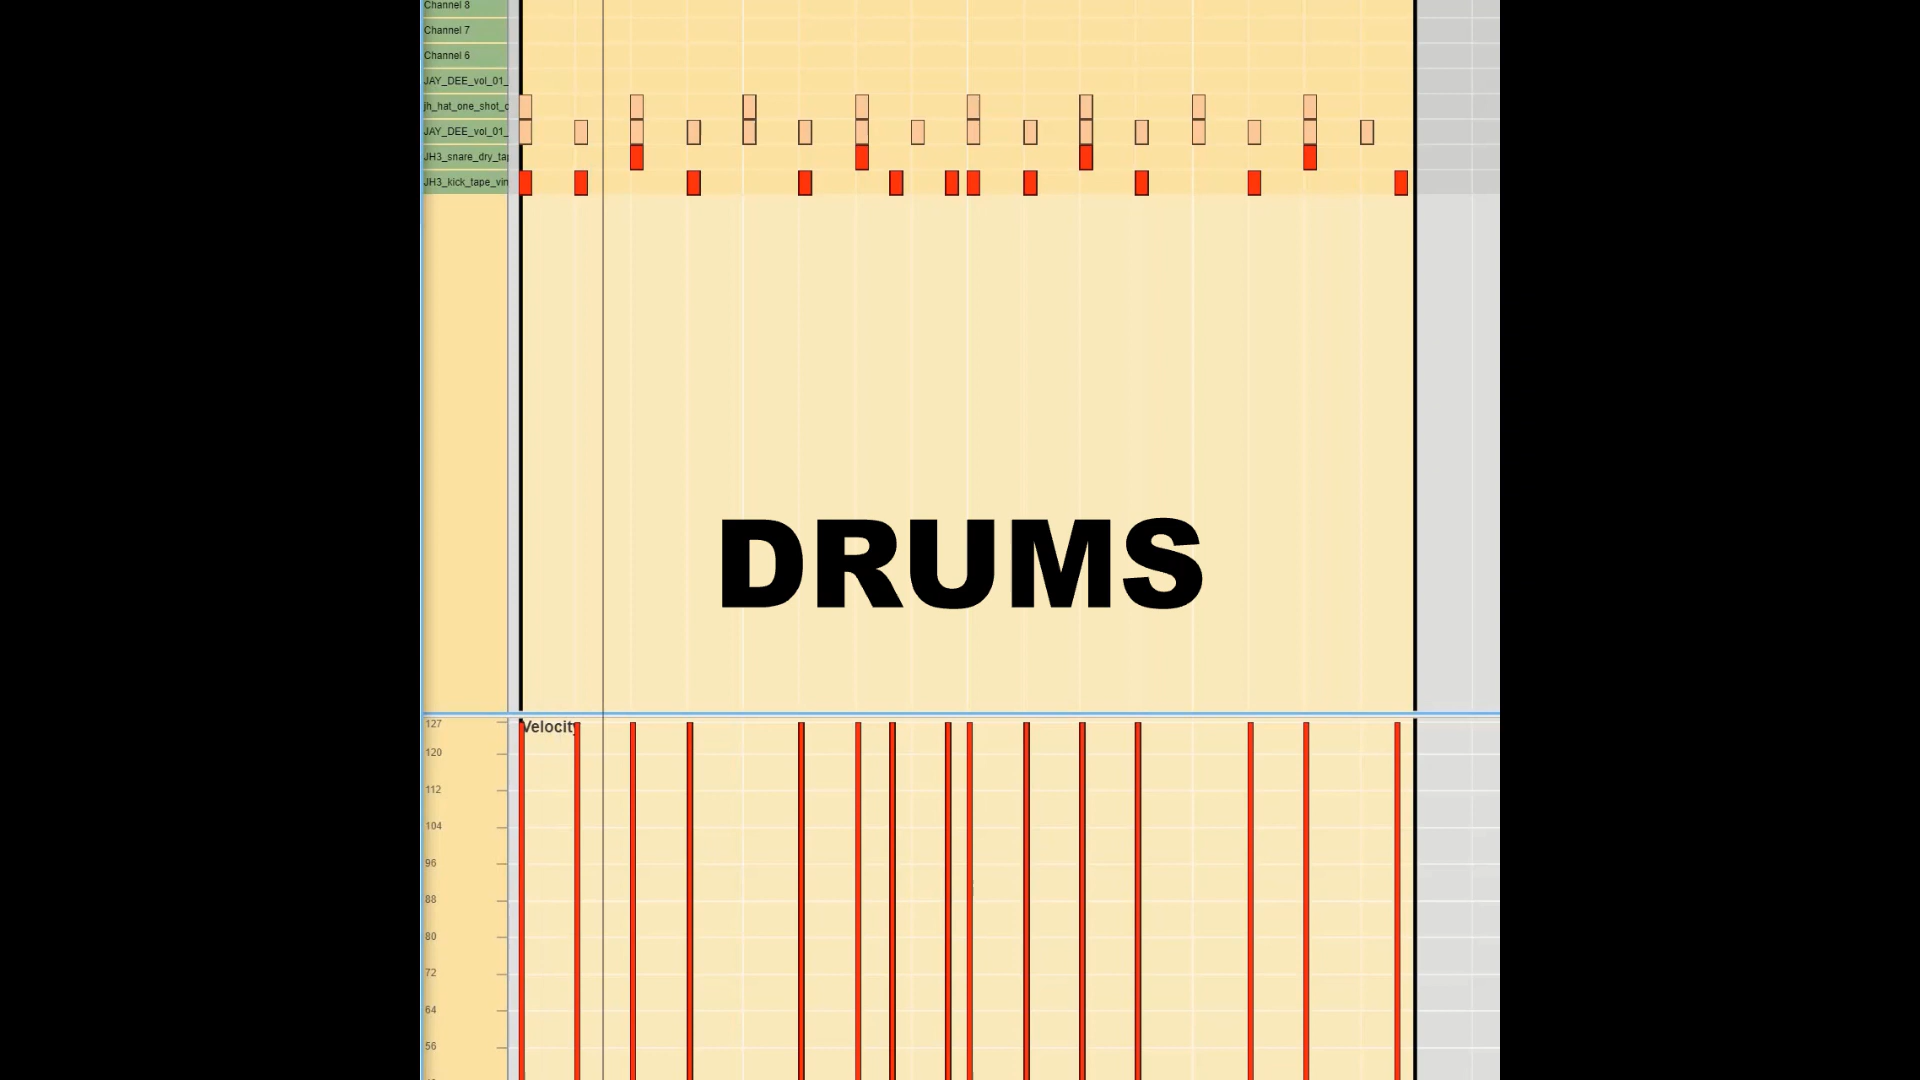 Channel 8
Channel 7
Channel 6
JAY_DEE_vol_01_
jh_hat_one_shot_c
JAY_DEE_vol_01_
JH3_snare_dry_ta
JH3_kick_tape_vin
DRUMS
Velocity
127
120
112
104
96
88
80
72
64
56